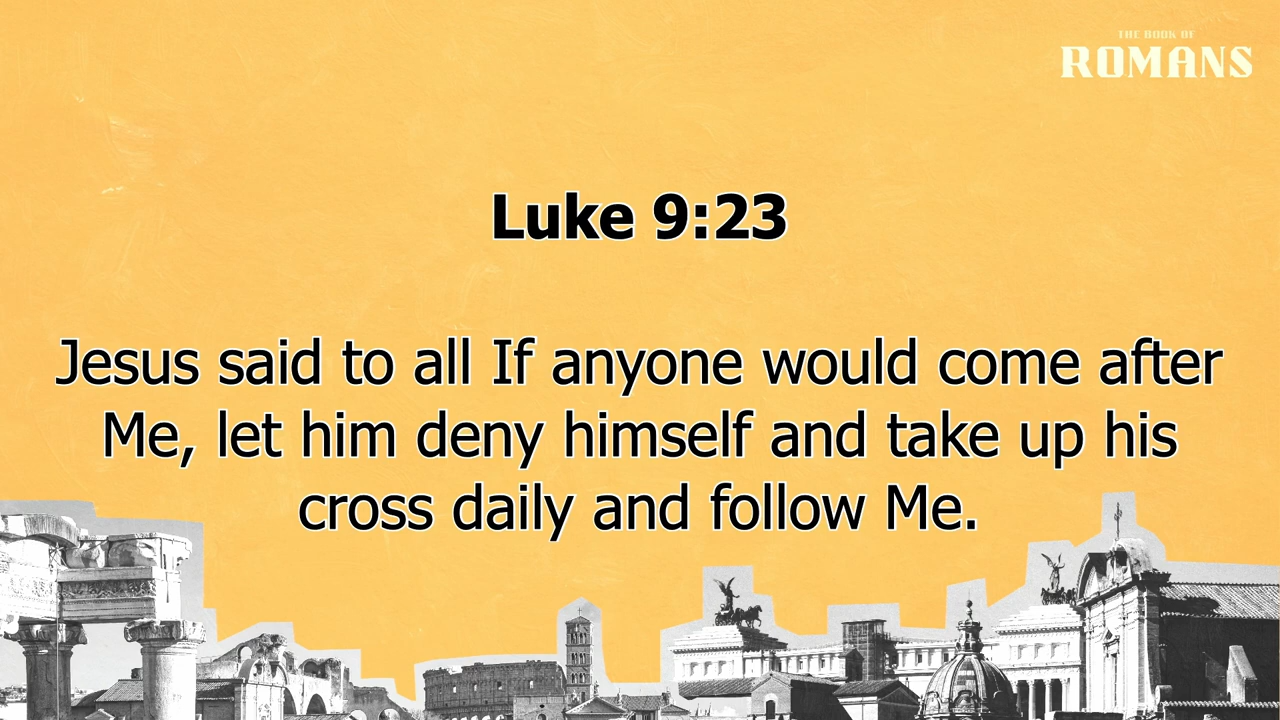 THE BOOK OF
ROMANS
Luke 9:23
Jesus said to all If anyone would come after
Me, let him deny himself and take up his
cross daily and follow Me.